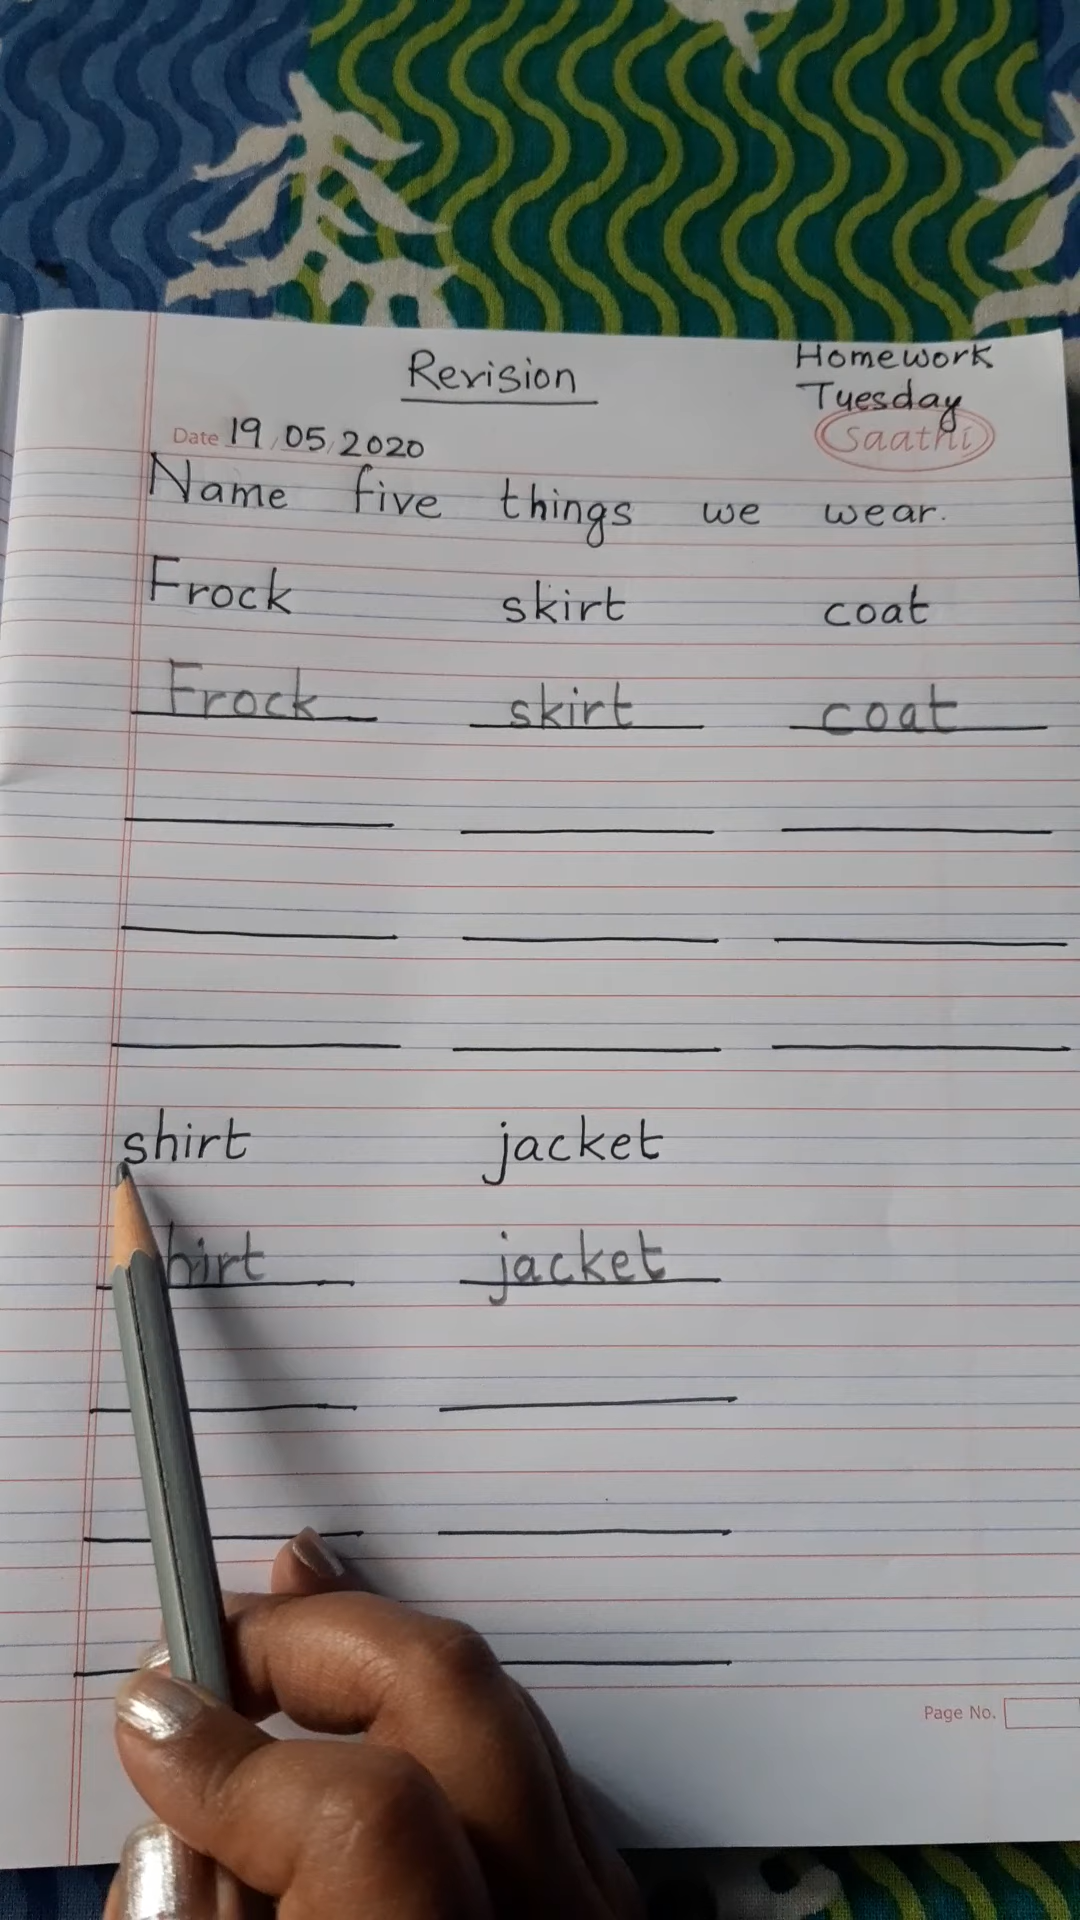 Revision
Homework
Tuesday
Saathi
Date 19/05/2020
Name five things we wear.
Frock skirt coat
Frock skirt coat
shirt jacket
hirt jacket
Page No.